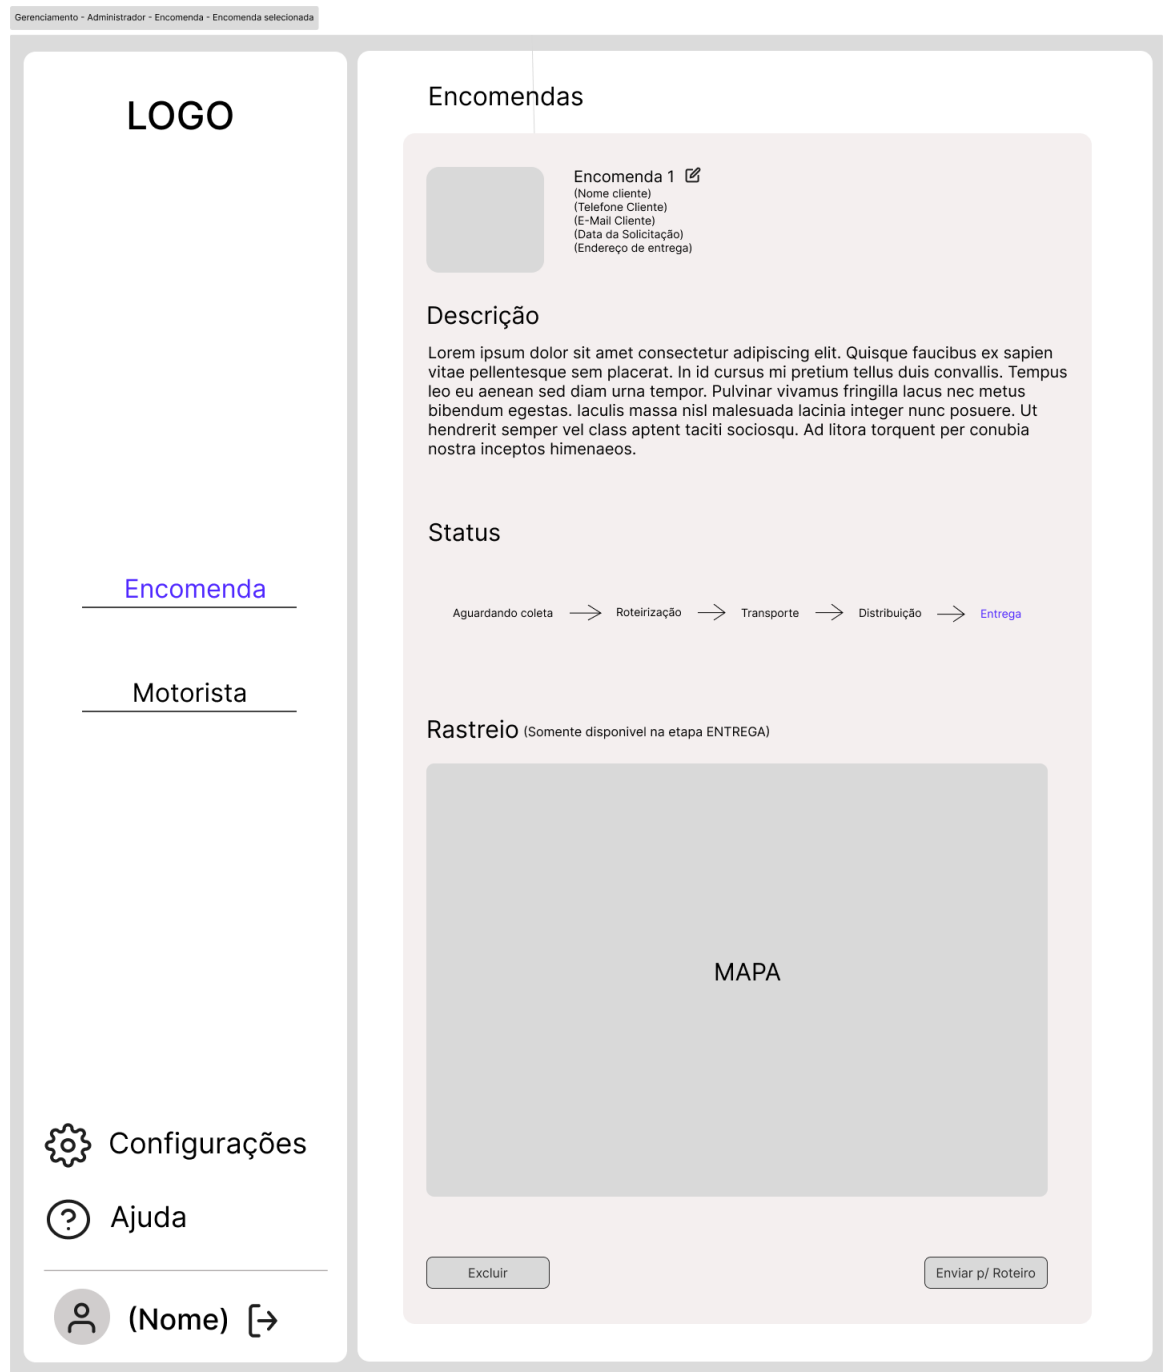 Gerenciamento - Administrador - Encomenda - Encomenda selecionada
LOGO
Encomenda
Motorista
Configurações
Ajuda
(Nome)
Encomendas
Encomenda 1
(Nome cliente)
(Telefone Cliente)
(E-Mail Cliente)
(Data da Solicitação)
(Endereço de entrega)
Descrição
Lorem ipsum dolor sit amet consectetur adipiscing elit. Quisque faucibus ex sapien
vitae pellentesque sem placerat. In id cursus mi pretium tellus duis convallis. Tempus
leo eu aenean sed diam urna tempor. Pulvinar vivamus fringilla lacus nec metus
bibendum egestas. Iaculis massa nisl malesuada lacinia integer nunc posuere. Ut
hendrerit semper vel class aptent taciti sociosqu. Ad litora torquent per conubia
nostra inceptos himenaeos.
Status
Aguardando coleta Roteirização Transporte Distribuição Entrega
Rastreio (Somente disponivel na etapa ENTREGA)
MAPA
Excluir Enviar p/ Roteiro